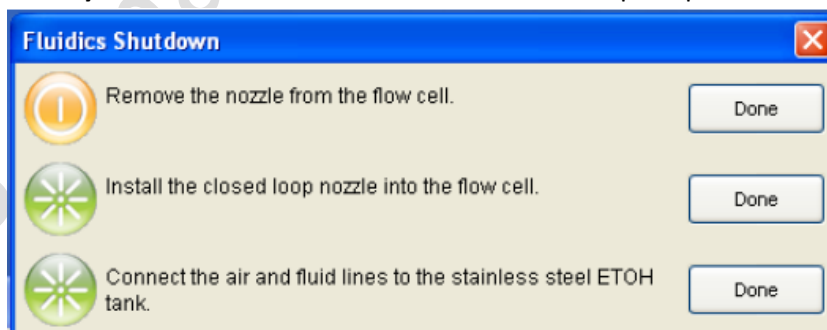 Fluidics Shutdown
Remove the nozzle from the flow cell.
Done
Install the closed loop nozzle into the flow cell.
Done
Connect the air and fluid lines to the stainless steel ETOH
tank.
Done